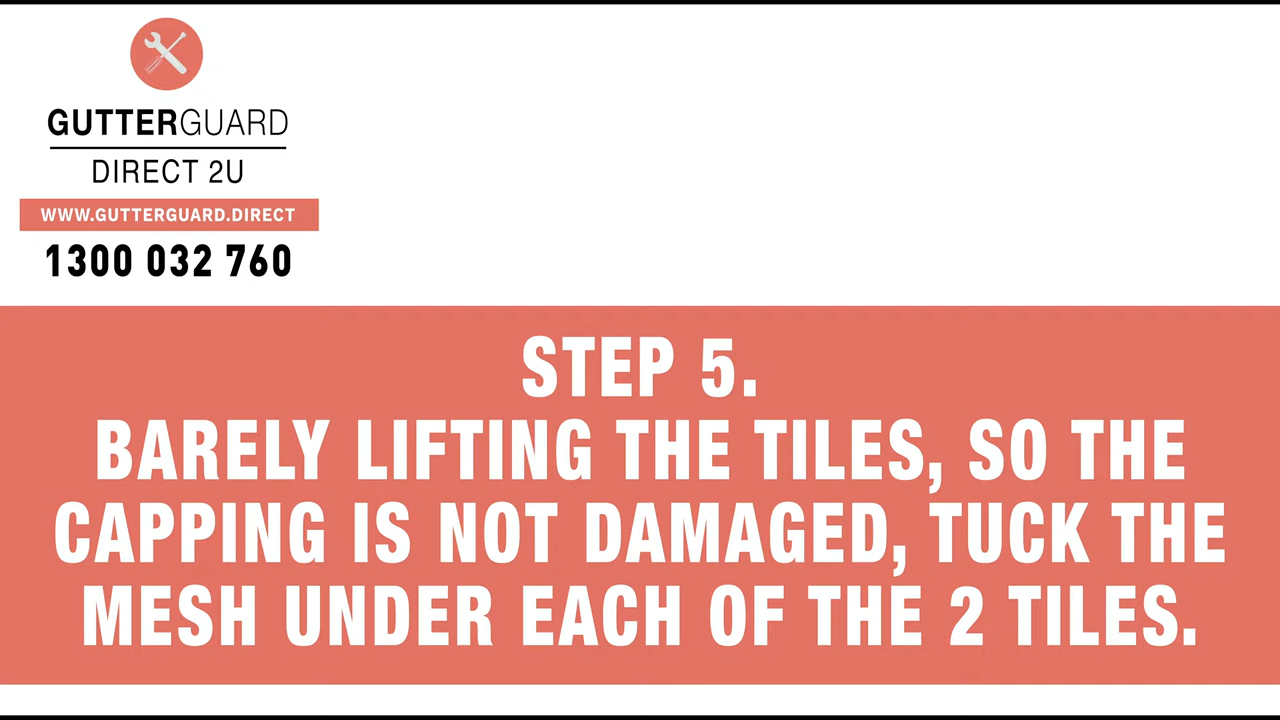 GUTTERGUARD
DIRECT 2U
WWW.GUTTERGUARD.DIRECT
1300 032 760
STEP 5.
BARELY LIFTING THE TILES, SO THE
CAPPING IS NOT DAMAGED, TUCK THE
MESH UNDER EACH OF THE 2 TILES.